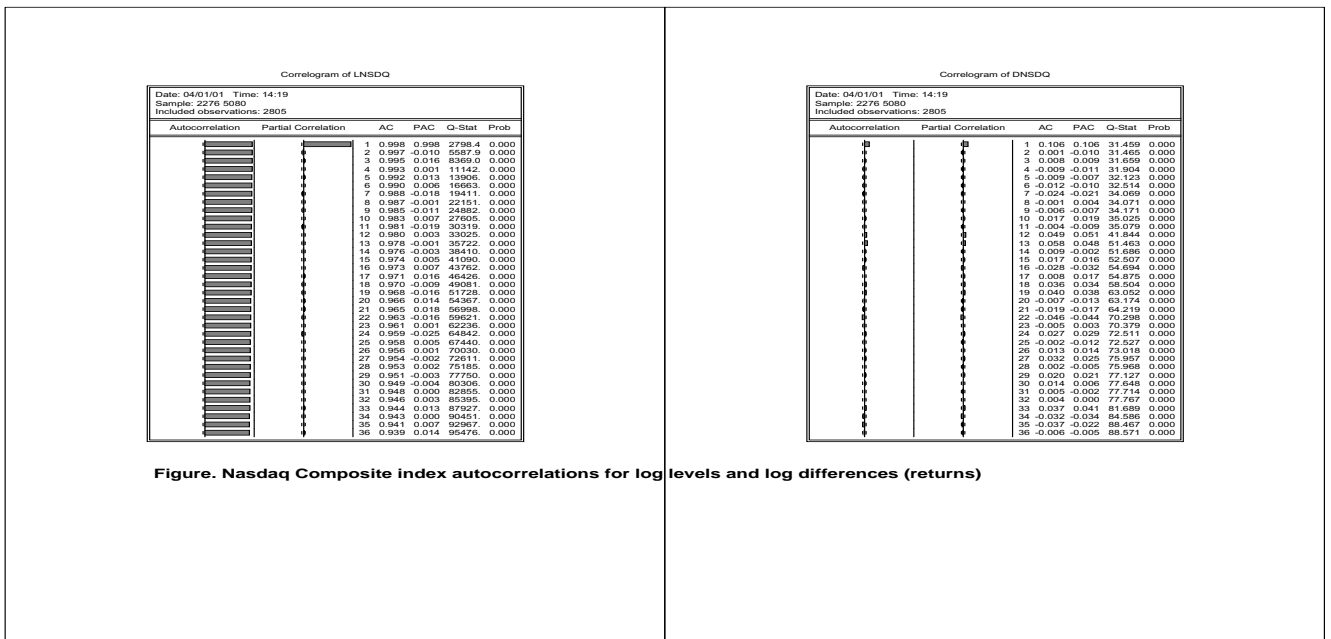 Correlogram of LNSDQ
Date: 04/01/01 Time: 14:19
Sample: 2276 5080
Included observations: 2805
Autocorrelation Partial Correlation AC PAC Q-Stat Prob
1 0.998 0.998 2798.4 0.000
2 0.997 -0.010 5587.9 0.000
3 0.995 0.016 8369.0 0.000
4 0.993 0.001 11142. 0.000
5 0.992 0.013 13906. 0.000
6 0.990 0.006 16663. 0.000
7 0.988 -0.018 19411. 0.000
8 0.987 -0.001 22151. 0.000
9 0.985 -0.011 24882. 0.000
10 0.983 0.007 27605. 0.000
11 0.981 -0.019 30319. 0.000
12 0.980 0.003 33025. 0.000
13 0.978 -0.001 35722. 0.000
14 0.976 -0.003 38410. 0.000
15 0.974 0.005 41090. 0.000
16 0.973 0.007 43762. 0.000
17 0.971 0.016 46426. 0.000
18 0.970 -0.009 49081. 0.000
19 0.968 -0.016 51728. 0.000
20 0.966 0.014 54367. 0.000
21 0.965 0.018 56998. 0.000
22 0.963 -0.016 59621. 0.000
23 0.961 0.001 62236. 0.000
24 0.959 -0.025 64842. 0.000
25 0.958 0.005 67440. 0.000
26 0.956 0.001 70030. 0.000
27 0.954 -0.002 72611. 0.000
28 0.953 0.002 75185. 0.000
29 0.951 -0.003 77750. 0.000
30 0.949 -0.004 80306. 0.000
31 0.948 0.000 82855. 0.000
32 0.946 0.003 85395. 0.000
33 0.944 0.013 87927. 0.000
34 0.943 0.000 90451. 0.000
35 0.941 0.007 92967. 0.000
36 0.939 0.014 95476. 0.000
Correlogram of DNSDQ
Date: 04/01/01 Time: 14:19
Sample: 2276 5080
Included observations: 2805
Autocorrelation Partial Correlation AC PAC Q-Stat Prob
1 0.106 0.106 31.459 0.000
2 0.001 -0.010 31.465 0.000
3 0.008 0.009 31.659 0.000
4 -0.009 -0.011 31.904 0.000
5 -0.009 -0.007 32.123 0.000
6 -0.012 -0.010 32.514 0.000
7 -0.024 -0.021 34.069 0.000
8 -0.001 0.004 34.071 0.000
9 -0.006 -0.007 34.171 0.000
10 0.017 0.019 35.025 0.000
11 -0.004 -0.009 35.079 0.000
12 0.049 0.051 41.844 0.000
13 0.058 0.048 51.463 0.000
14 0.009 -0.002 51.686 0.000
15 0.017 0.016 52.507 0.000
16 -0.028 -0.032 54.694 0.000
17 0.008 0.017 54.875 0.000
18 0.036 0.034 58.504 0.000
19 0.040 0.038 63.052 0.000
20 -0.007 -0.013 63.174 0.000
21 -0.019 -0.017 64.219 0.000
22 -0.046 -0.044 70.298 0.000
23 -0.005 0.003 70.379 0.000
24 0.027 0.029 72.511 0.000
25 -0.002 -0.012 72.527 0.000
26 0.013 0.014 73.018 0.000
27 0.032 0.025 75.957 0.000
28 0.002 -0.005 75.968 0.000
29 0.020 0.021 77.127 0.000
30 0.014 0.006 77.648 0.000
31 0.005 -0.002 77.714 0.000
32 0.004 0.000 77.767 0.000
33 0.037 0.041 81.689 0.000
34 -0.032 -0.034 84.586 0.000
35 -0.037 -0.022 88.467 0.000
36 -0.006 -0.005 88.571 0.000
Figure. Nasdaq Composite index autocorrelations for log levels and log differences (returns)